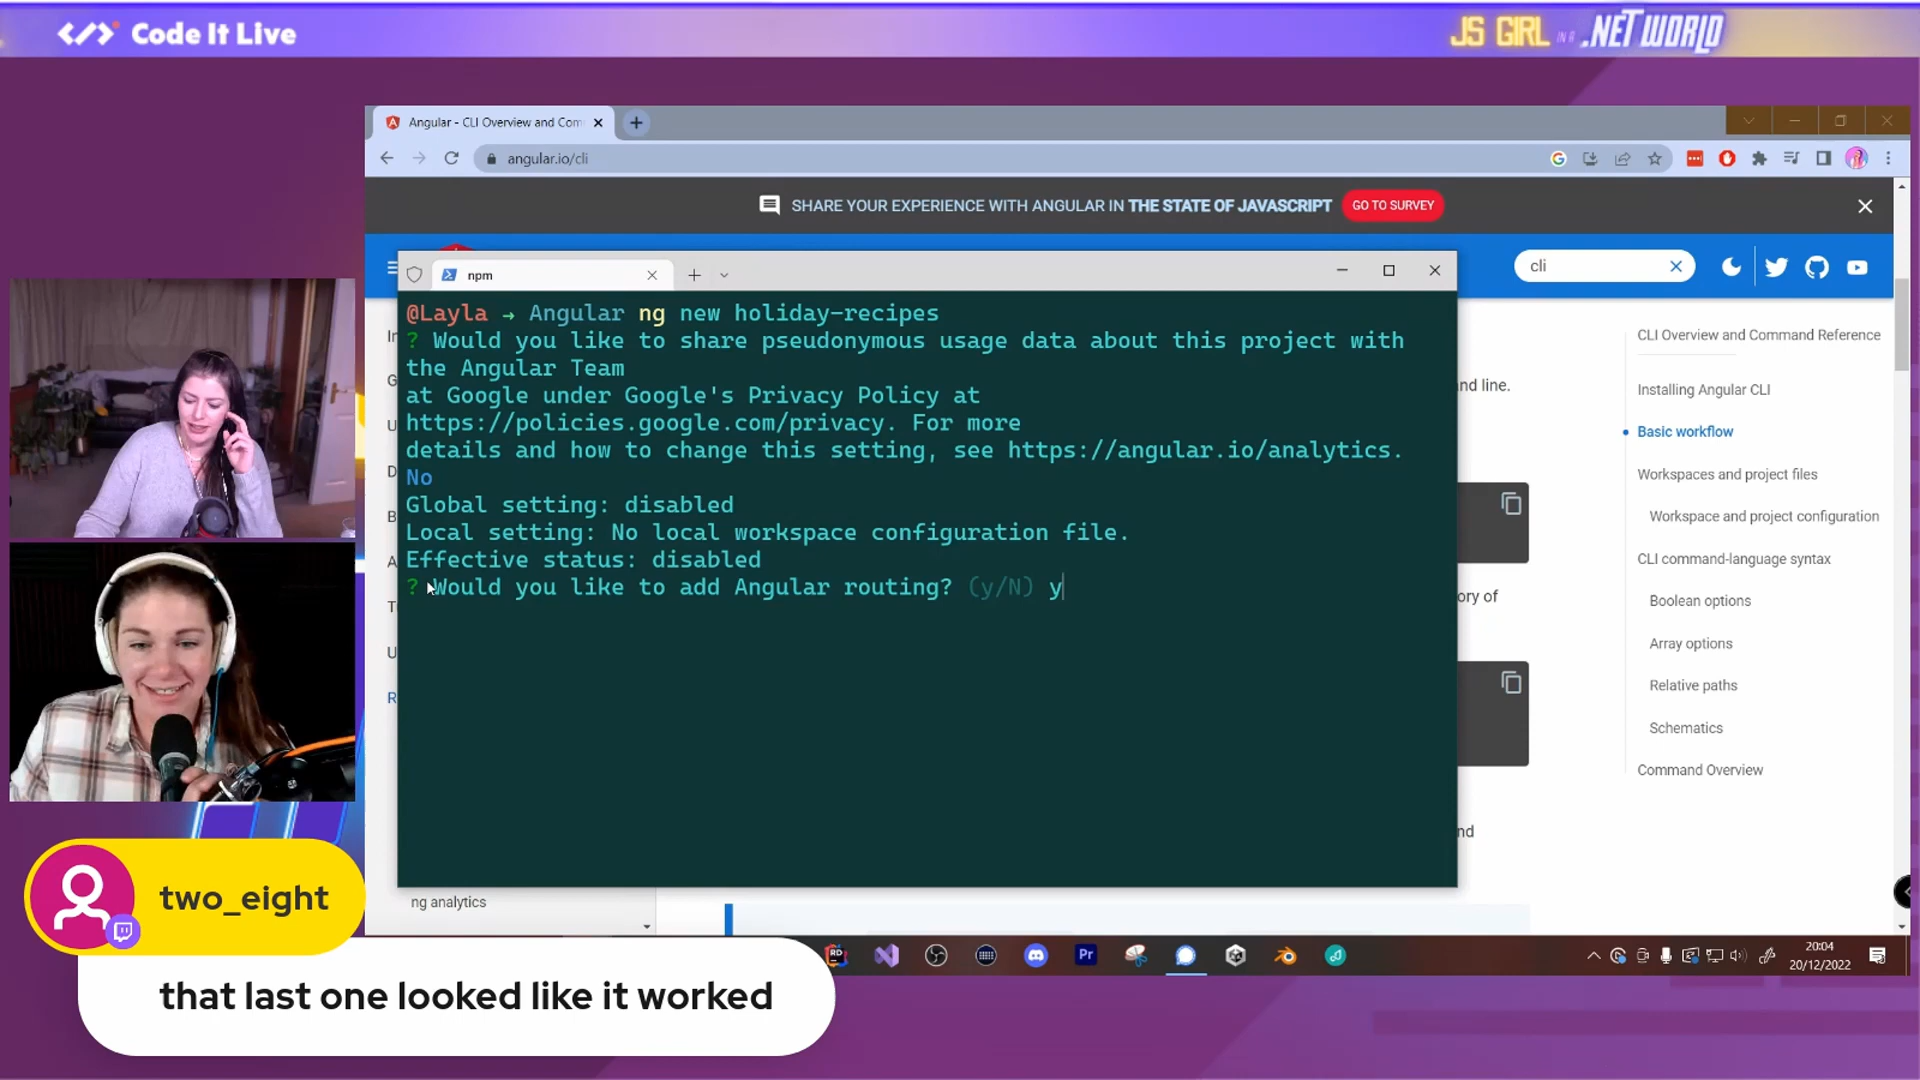 Code It Live
JS GIRL IN A .NET WORLD
Angular - CLI Overview and Com
angular.io/cli
SHARE YOUR EXPERIENCE WITH ANGULAR IN THE STATE OF JAVASCRIPT GO TO SURVEY
cli
npm
@Layla → Angular ng new holiday-recipes
? Would you like to share pseudonymous usage data about this project with
the Angular Team
at Google under Google's Privacy Policy at
https://policies.google.com/privacy. For more
details and how to change this setting, see https://angular.io/analytics.
No
Global setting: disabled
Local setting: No local workspace configuration file.
Effective status: disabled
? Would you like to add Angular routing? (y/N) y
and line.
ory of
nd
CLI Overview and Command Reference
Installing Angular CLI
Basic workflow
Workspaces and project files
Workspace and project configuration
CLI command-language syntax
Boolean options
Array options
Relative paths
Schematics
Command Overview
ng analytics
RD
Pr
20:04
20/12/2022
two_eight
that last one looked like it worked